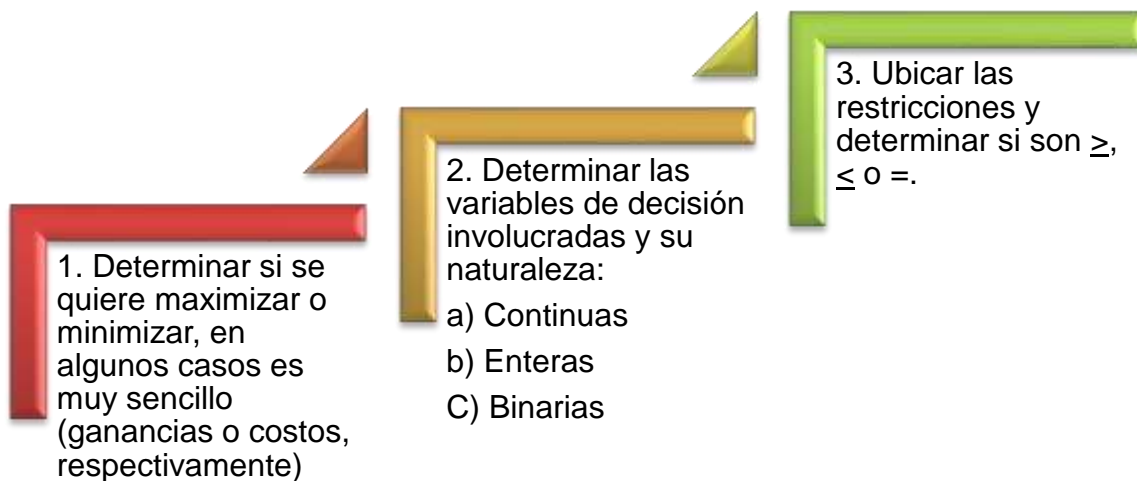 1. Determinar si se
quiere maximizar o
minimizar, en
algunos casos es
muy sencillo
(ganancias o costos,
respectivamente)
2. Determinar las
variables de decisión
involucradas y su
naturaleza:
a) Continuas
b) Enteras
C) Binarias
3. Ubicar las
restricciones y
determinar si son >,
< o =.